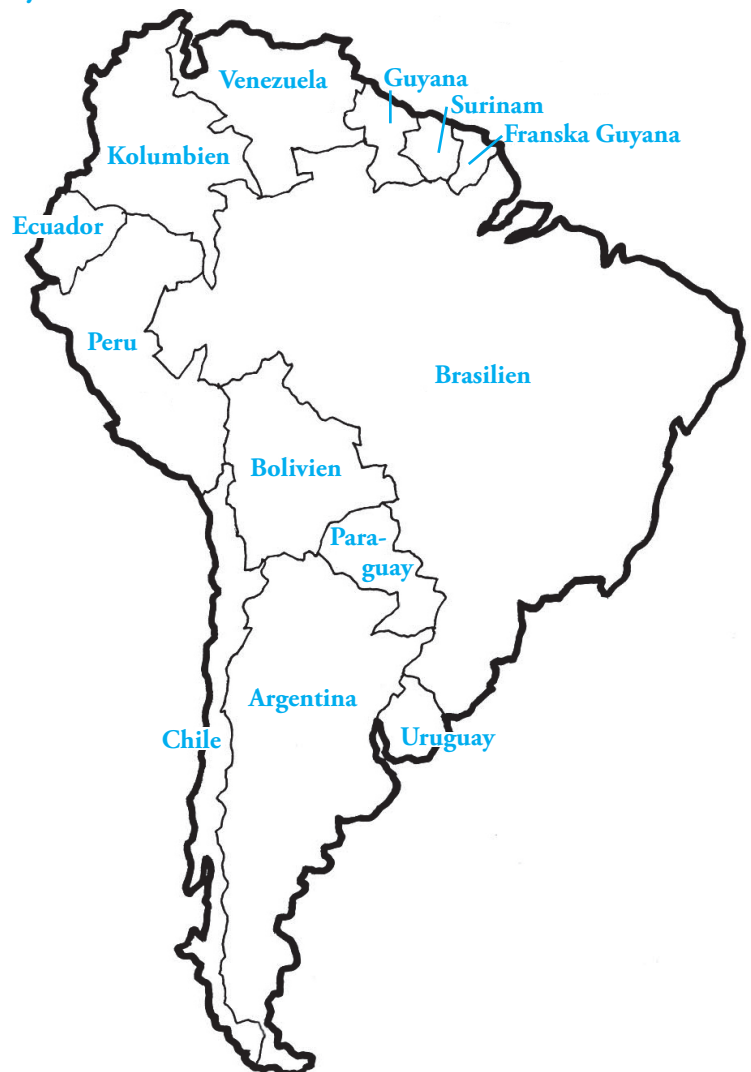 Venezuela
Guyana
Surinam
Franska Guyana
Kolumbien
Ecuador
Peru
Brasilien
Bolivien
Para-
guay
Argentina
Chile
Uruguay